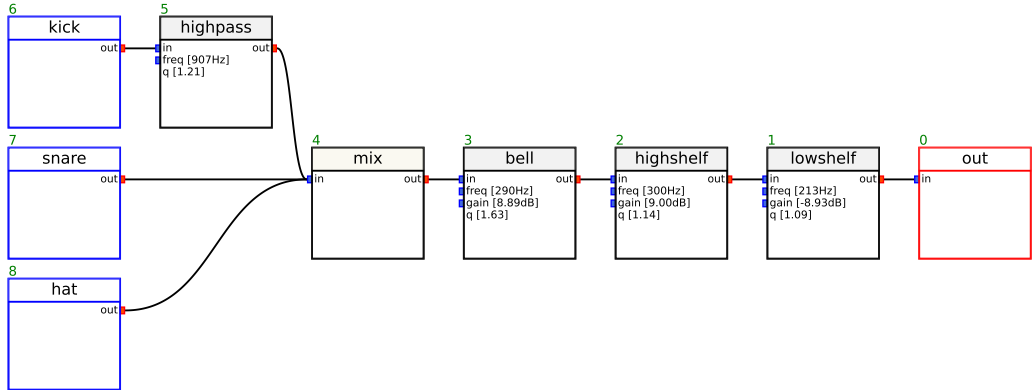 6
kick
out
5
highpass
in out
freq [907Hz]
q [1.21]
7
snare
out
8
hat
out
4
mix
in out
3
bell
in out
freq [290Hz]
gain [8.89dB]
q [1.63]
2
highshelf
in out
freq [300Hz]
gain [9.00dB]
q [1.14]
1
lowshelf
in out
freq [213Hz]
gain [-8.93dB]
q [1.09]
0
out
in